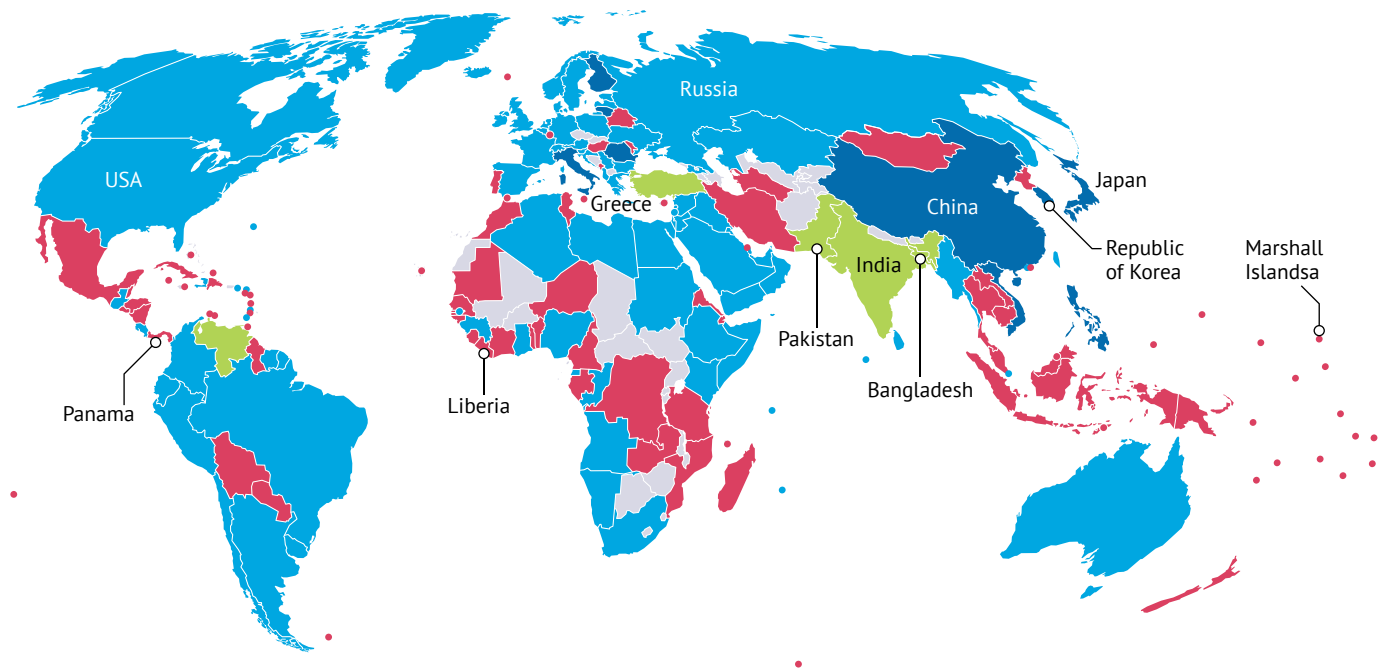 Russia
USA
Japan
Greece
China
Republic
of Korea
Marshall
Islandsa
India
Pakistan
Bangladesh
Panama
Liberia